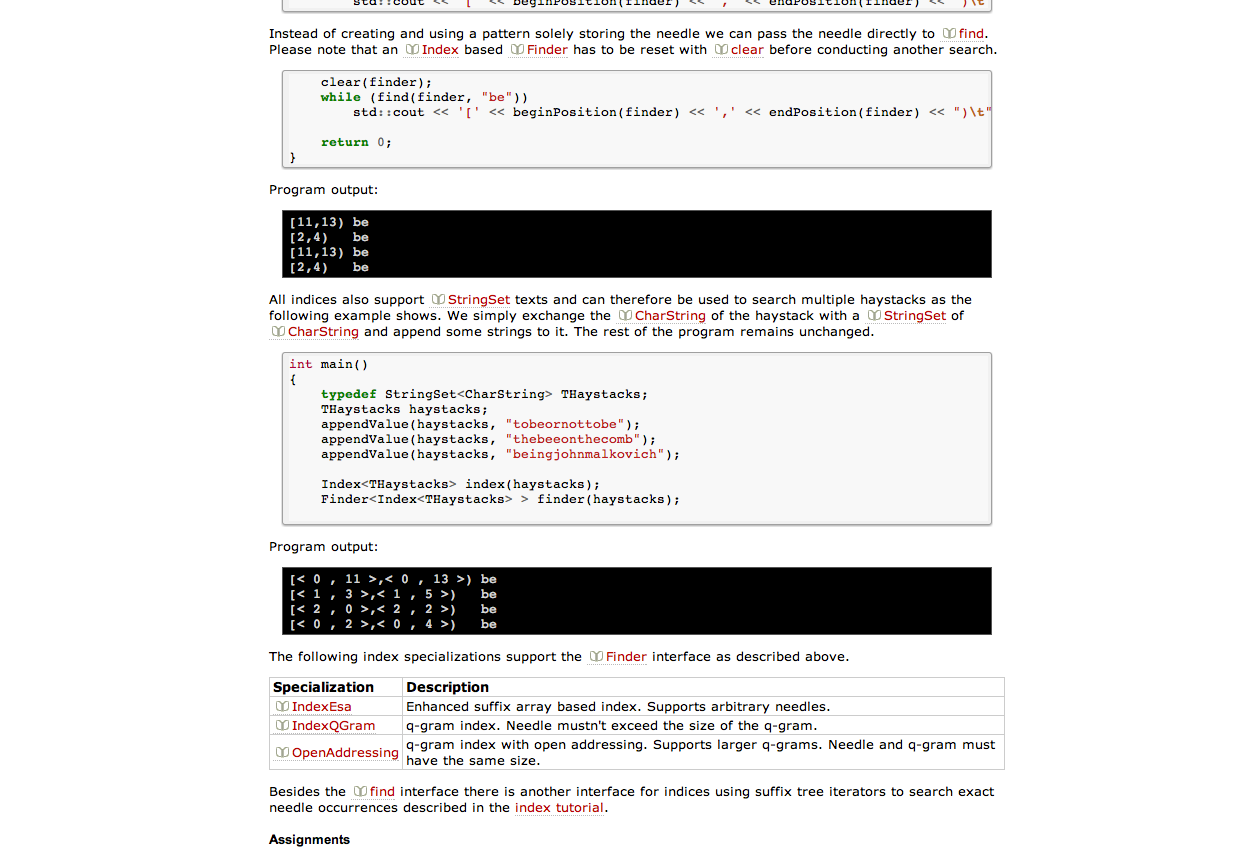 std::cout << '[' << beginPosition(finder) << ',' << endPosition(finder) << ")\t
Instead of creating and using a pattern solely storing the needle we can pass the needle directly to find.
Please note that an Index based Finder has to be reset with clear before conducting another search.
clear(finder);
while (find(finder, "be"))
std::cout << '[' << beginPosition(finder) << ',' << endPosition(finder) << ")\t"
return 0;
}
Program output:
[11,13) be
[2,4) be
[11,13) be
[2,4) be
All indices also support StringSet texts and can therefore be used to search multiple haystacks as the
following example shows. We simply exchange the CharString of the haystack with a StringSet of
CharString and append some strings to it. The rest of the program remains unchanged.
int main()
{
typedef StringSet<CharString> THaystacks;
THaystacks haystacks;
appendValue(haystacks, "tobeornottobe");
appendValue(haystacks, "thebeeonthecomb");
appendValue(haystacks, "beingjohnmalkovich");
Index<THaystacks> index(haystacks);
Finder<Index<THaystacks> > finder(haystacks);
Program output:
[< 0 , 11 >,< 0 , 13 >) be
[< 1 , 3 >,< 1 , 5 >) be
[< 2 , 0 >,< 2 , 2 >) be
[< 0 , 2 >,< 0 , 4 >) be
The following index specializations support the Finder interface as described above.
Specialization Description
IndexEsa Enhanced suffix array based index. Supports arbitrary needles.
IndexQGram q-gram index. Needle mustn't exceed the size of the q-gram.
OpenAddressing q-gram index with open addressing. Supports larger q-grams. Needle and q-gram must
have the same size.
Besides the find interface there is another interface for indices using suffix tree iterators to search exact
needle occurrences described in the index tutorial.
Assignments